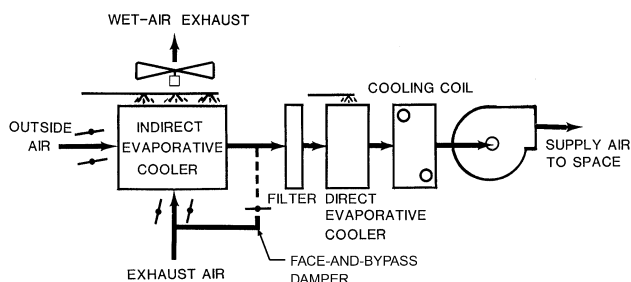 WET-AIR EXHAUST
COOLING COIL
OUTSIDE
AIR
INDIRECT
EVAPORATIVE
COOLER
SUPPLY AIR
TO SPACE
FILTER
DIRECT
EVAPORATIVE
COOLER
EXHAUST AIR
FACE-AND-BYPASS
DAMPER